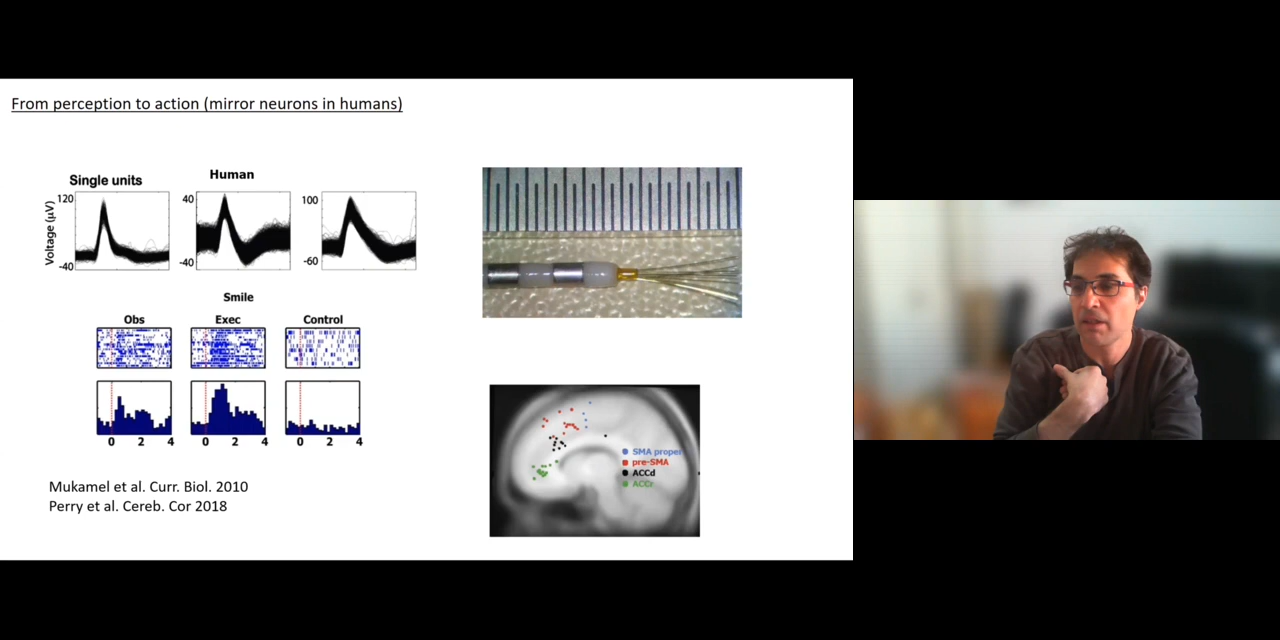 From perception to action (mirror neurons in humans)
Single units
Human
120
Voltage (μV)
-40
40
-40
100
-60
Smile
Obs
Exec
Control
0 2 4
0 2 4
0 2 4
Mukamel et al. Curr. Biol. 2010
Perry et al. Cereb. Cor 2018
SMA proper
pre-SMA
ACCd
ACCr